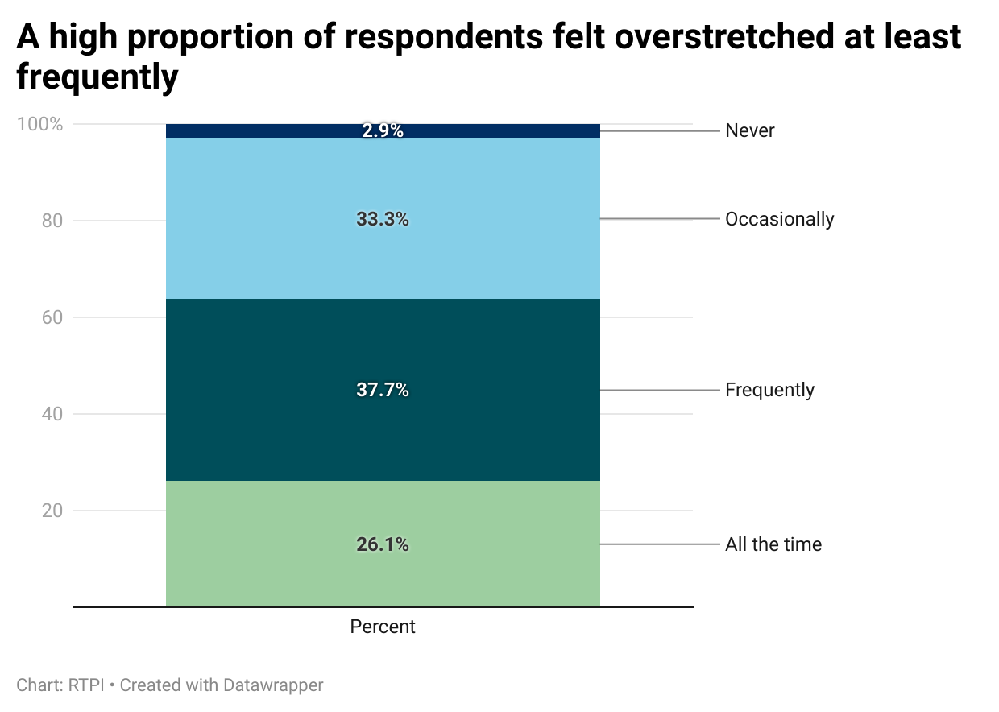 A high proportion of respondents felt overstretched at least
frequently
100%
2.9%
Never
80
33.3%
Occasionally
60
37.7%
Frequently
40
20
26.1%
All the time
Percent
Chart: RTPI • Created with Datawrapper